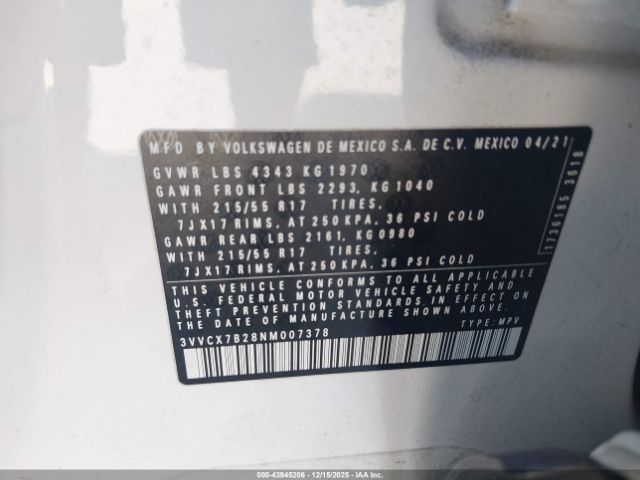 MFD BY VOLKSWAGEN DE MEXICO S.A. DE C.V. MEXICO 04/21
GVWR LBS 4343 KG 1970
GAWR FRONT LBS 2293, KG 1040
WITH 215/55 R17 TIRES,
7JX17 RIMS, AT 250 KPA, 36 PSI COLD
GAWR REAR LBS 2161, KG 0980
WITH 215/55 R17 TIRES,
7JX17 RIMS, AT 250 KPA, 36 PSI COLD
THIS VEHICLE CONFORMS TO ALL APPLICABLE
U.S. FEDERAL MOTOR VEHICLE SAFETY AND
THEFT PREVENTION STANDARDS IN EFFECT ON
THE DATE OF MANUFACTURE SHOWN ABOVE.
3VVCX7B28NM007378
TYPE: MPV
1736185 3618
000-43945206 - 12/15/2025 - IAA Inc.